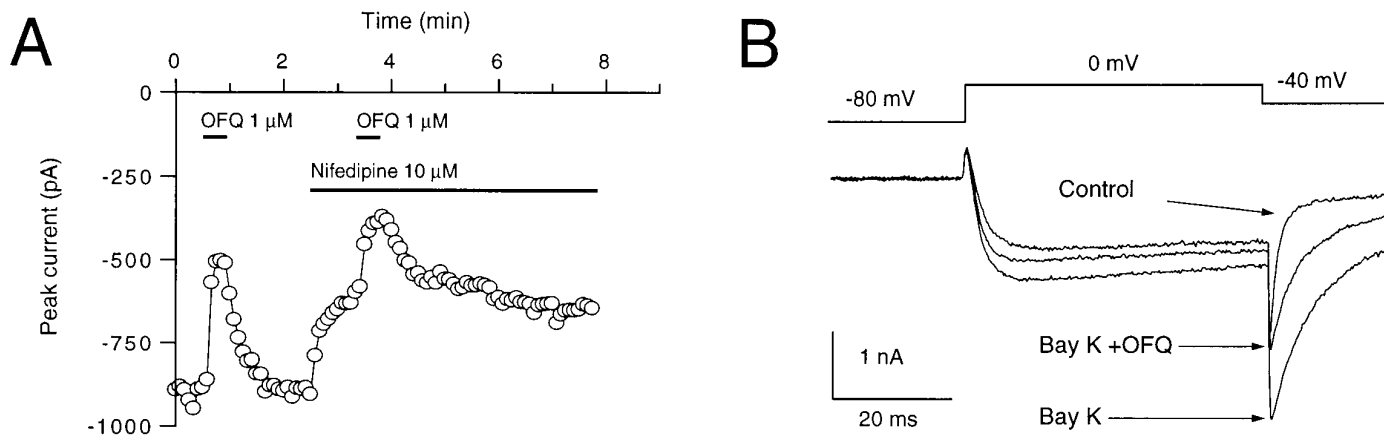 A
Time (min)
0 2 4 6 8
0
-250
-500
-750
-1000
Peak current (pA)
OFQ 1 µM
OFQ 1 µM
Nifedipine 10 µM
B
-80 mV
0 mV
-40 mV
Control
Bay K +OFQ
Bay K
1 nA
20 ms